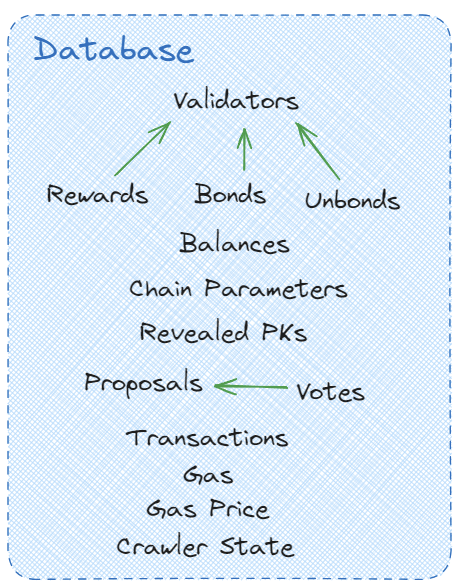 Database
Validators
Rewards Bonds Unbonds
Balances
Chain Parameters
Revealed PKs
Proposals Votes
Transactions
Gas
Gas Price
Crawler State